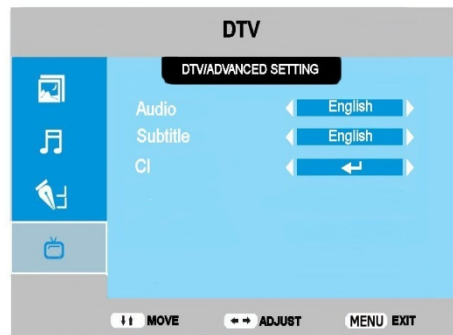 DTV
DTV/ADVANCED SETTING
Audio English
Subtitle English
CI
MOVE ADJUST MENU EXIT